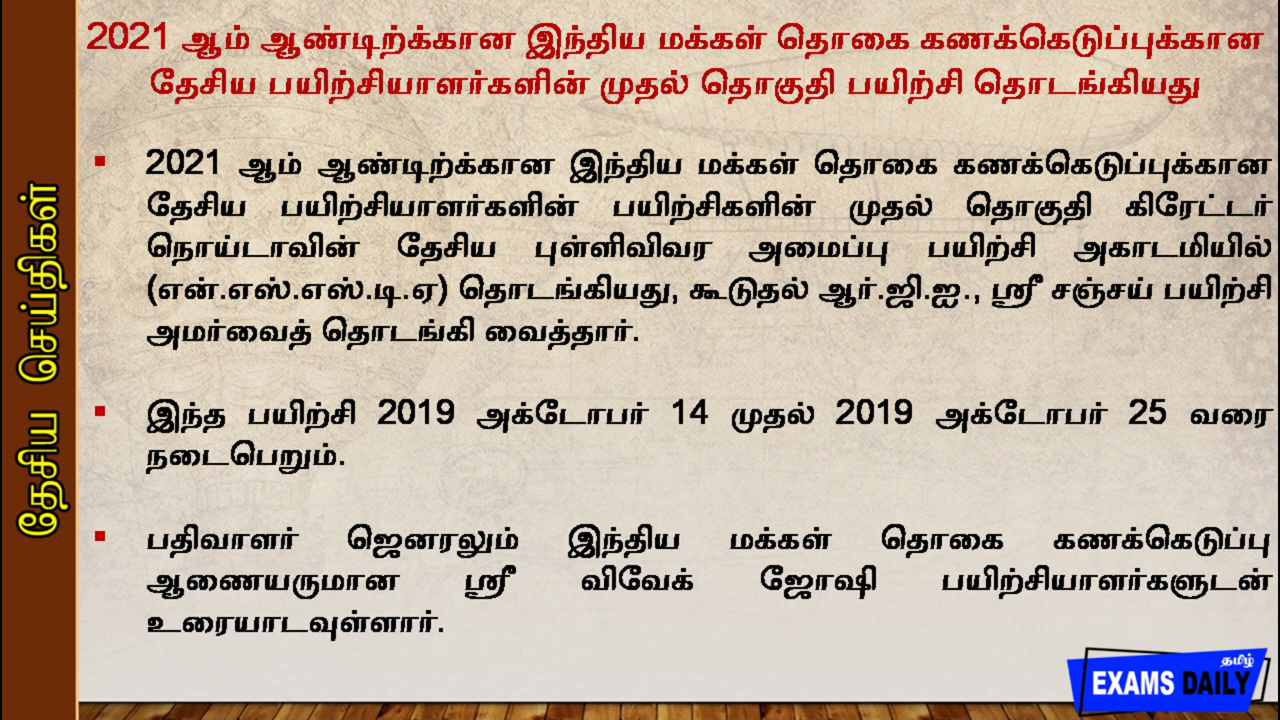 2021 ஆம் ஆண்டிற்க்கான இந்திய மக்கள் தொகை கணக்கெடுப்புக்கான
தேசிய பயிற்சியாளர்களின் முதல் தொகுதி பயிற்சி தொடங்கியது
தேசிய செய்திகள்
▪ 2021 ஆம் ஆண்டிற்க்கான இந்திய மக்கள் தொகை கணக்கெடுப்புக்கான
தேசிய பயிற்சியாளர்களின் பயிற்சிகளின் முதல் தொகுதி கிரேட்டர்
நொய்டாவின் தேசிய புள்ளிவிவர அமைப்பு பயிற்சி அகாடமியில்
(என்.எஸ்.எஸ்.டி.ஏ) தொடங்கியது, கூடுதல் ஆர்.ஜி.ஐ., ஸ்ரீ சஞ்சய் பயிற்சி
அமர்வைத் தொடங்கி வைத்தார்.
▪ இந்த பயிற்சி 2019 அக்டோபர் 14 முதல் 2019 அக்டோபர் 25 வரை
நடைபெறும்.
▪ பதிவாளர் ஜெனரலும் இந்திய மக்கள் தொகை கணக்கெடுப்பு
ஆணையருமான ஸ்ரீ விவேக் ஜோஷி பயிற்சியாளர்களுடன்
உரையாடவுள்ளார்.
தமிழ்
EXAMS DAILY